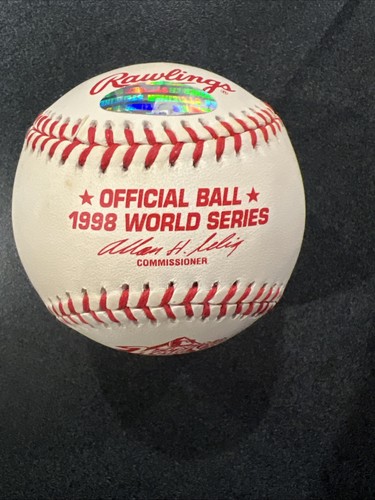 Rawlings
★ OFFICIAL BALL ★
1998 WORLD SERIES
Allan H. Selig
COMMISSIONER